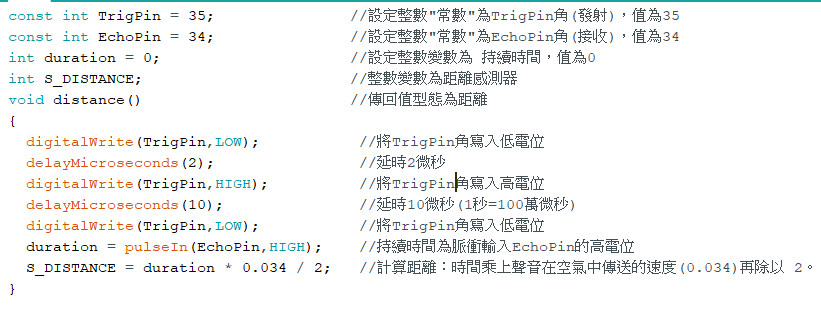 const int TrigPin = 35; //設定整數"常數"為TrigPin角(發射)，值為35
const int EchoPin = 34; //設定整數"常數"為EchoPin角(接收)，值為34
int duration = 0; //設定整數變數為 持續時間，值為0
int S_DISTANCE; //整數變數為距離感測器
void distance() //傳回值型態為距離
{
digitalWrite(TrigPin,LOW); //將TrigPin角寫入低電位
delayMicroseconds(2); //延時2微秒
digitalWrite(TrigPin,HIGH); //將TrigPin角寫入高電位
delayMicroseconds(10); //延時10微秒(1秒=100萬微秒)
digitalWrite(TrigPin,LOW); //將TrigPin角寫入低電位
duration = pulseIn(EchoPin,HIGH); //持續時間為脈衝輸入EchoPin的高電位
S_DISTANCE = duration * 0.034 / 2; //計算距離：時間乘上聲音在空氣中傳送的速度(0.034)再除以 2。
}